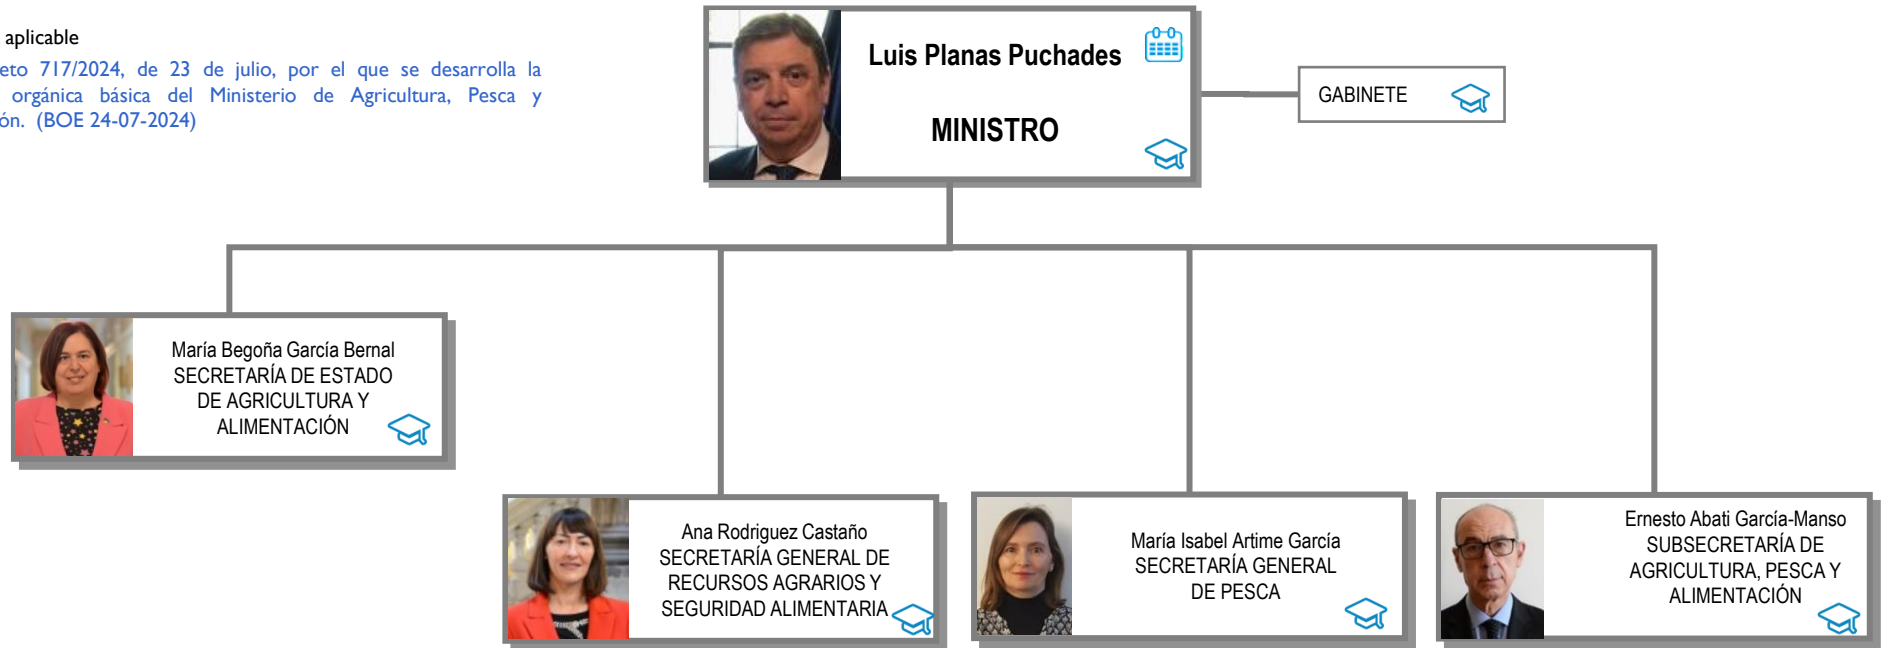 aplicable
eto 717/2024, de 23 de julio, por el que se desarrolla la
orgánica básica del Ministerio de Agricultura, Pesca y
ón. (BOE 24-07-2024)
Luis Planas Puchades
MINISTRO
GABINETE
María Begoña García Bernal
SECRETARÍA DE ESTADO
DE AGRICULTURA Y
ALIMENTACIÓN
Ana Rodriguez Castaño
SECRETARÍA GENERAL DE
RECURSOS AGRARIOS Y
SEGURIDAD ALIMENTARIA
María Isabel Artime García
SECRETARÍA GENERAL
DE PESCA
Ernesto Abati García-Manso
SUBSECRETARÍA DE
AGRICULTURA, PESCA Y
ALIMENTACIÓN